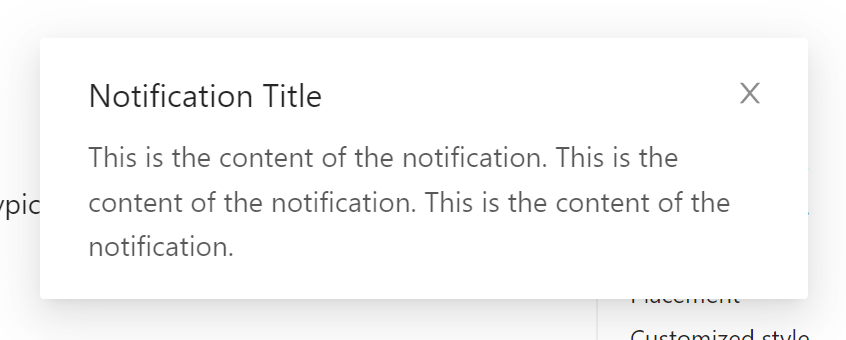 Notification Title
This is the content of the notification. This is the
content of the notification. This is the content of the
notification.
Placement
Customized style